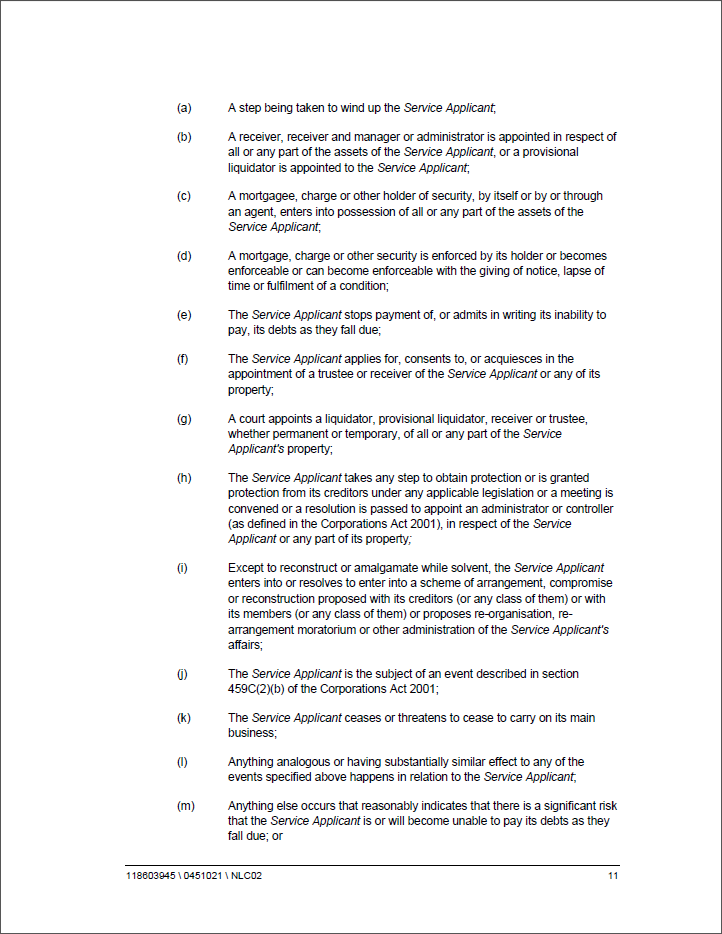 (a) A step being taken to wind up the Service Applicant;
(b) A receiver, receiver and manager or administrator is appointed in respect of
all or any part of the assets of the Service Applicant, or a provisional
liquidator is appointed to the Service Applicant;
(c) A mortgagee, charge or other holder of security, by itself or by or through
an agent, enters into possession of all or any part of the assets of the
Service Applicant;
(d) A mortgage, charge or other security is enforced by its holder or becomes
enforceable or can become enforceable with the giving of notice, lapse of
time or fulfilment of a condition;
(e) The Service Applicant stops payment of, or admits in writing its inability to
pay, its debts as they fall due;
(f) The Service Applicant applies for, consents to, or acquiesces in the
appointment of a trustee or receiver of the Service Applicant or any of its
property;
(g) A court appoints a liquidator, provisional liquidator, receiver or trustee,
whether permanent or temporary, of all or any part of the Service
Applicant's property;
(h) The Service Applicant takes any step to obtain protection or is granted
protection from its creditors under any applicable legislation or a meeting is
convened or a resolution is passed to appoint an administrator or controller
(as defined in the Corporations Act 2001), in respect of the Service
Applicant or any part of its property;
(i) Except to reconstruct or amalgamate while solvent, the Service Applicant
enters into or resolves to enter into a scheme of arrangement, compromise
or reconstruction proposed with its creditors (or any class of them) or with
its members (or any class of them) or proposes re-organisation, re-
arrangement moratorium or other administration of the Service Applicant's
affairs;
(j) The Service Applicant is the subject of an event described in section
459C(2)(b) of the Corporations Act 2001;
(k) The Service Applicant ceases or threatens to cease to carry on its main
business;
(l) Anything analogous or having substantially similar effect to any of the
events specified above happens in relation to the Service Applicant;
(m) Anything else occurs that reasonably indicates that there is a significant risk
that the Service Applicant is or will become unable to pay its debts as they
fall due; or
118603945 \ 0451021 \ NLC02 11